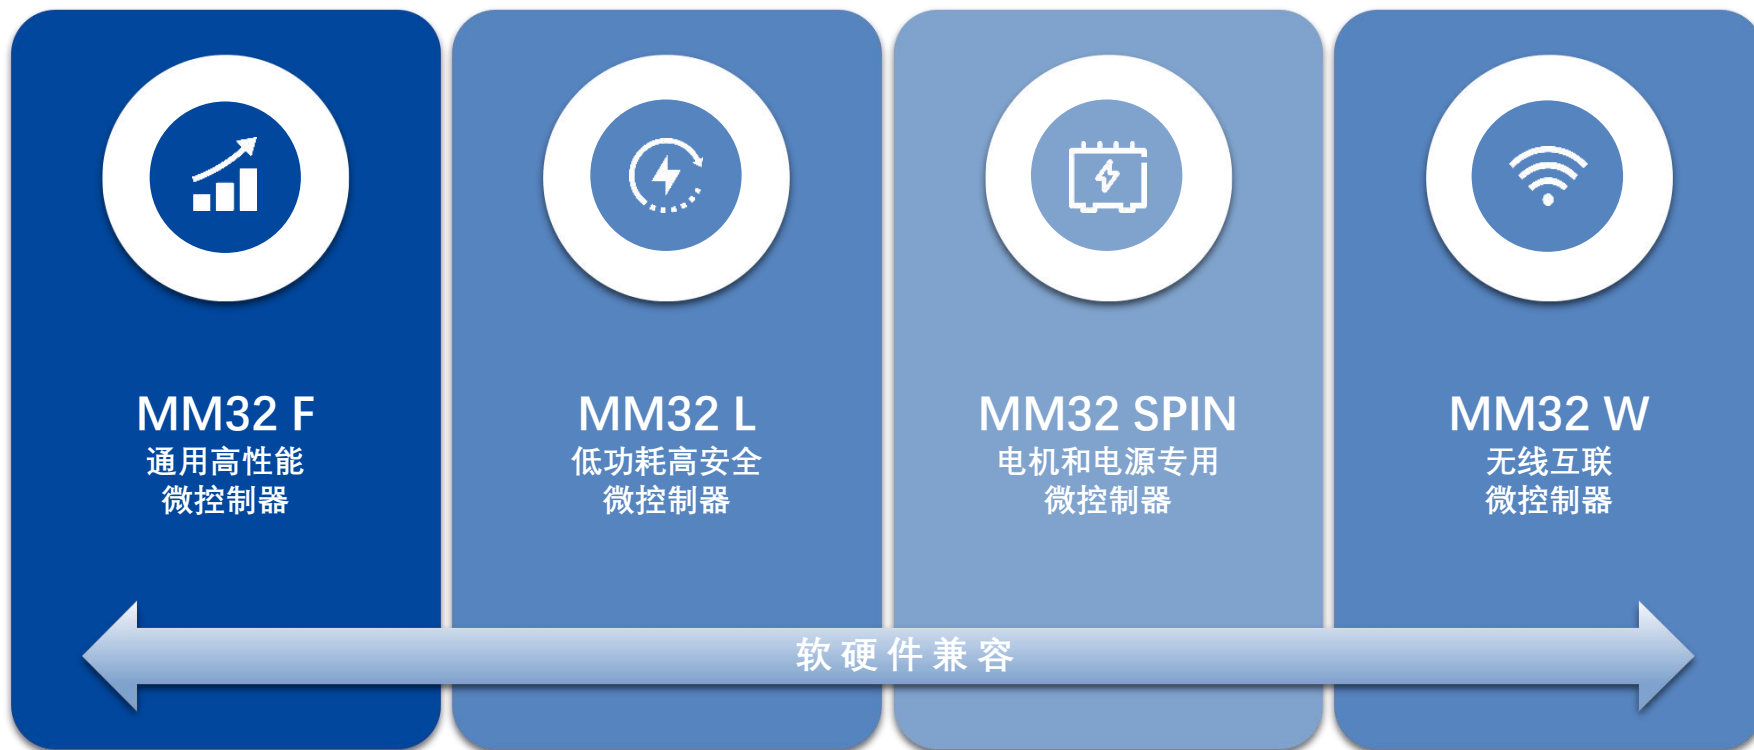 MM32 F
通用高性能
微控制器
MM32 L
低功耗高安全
微控制器
MM32 SPIN
电机和电源专用
微控制器
MM32 W
无线互联
微控制器
软硬件兼容